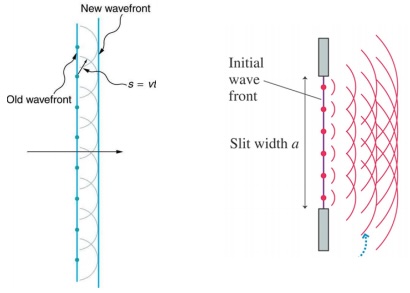 New wavefront
s = vt
Old wavefront
Initial
wave
front
Slit width a